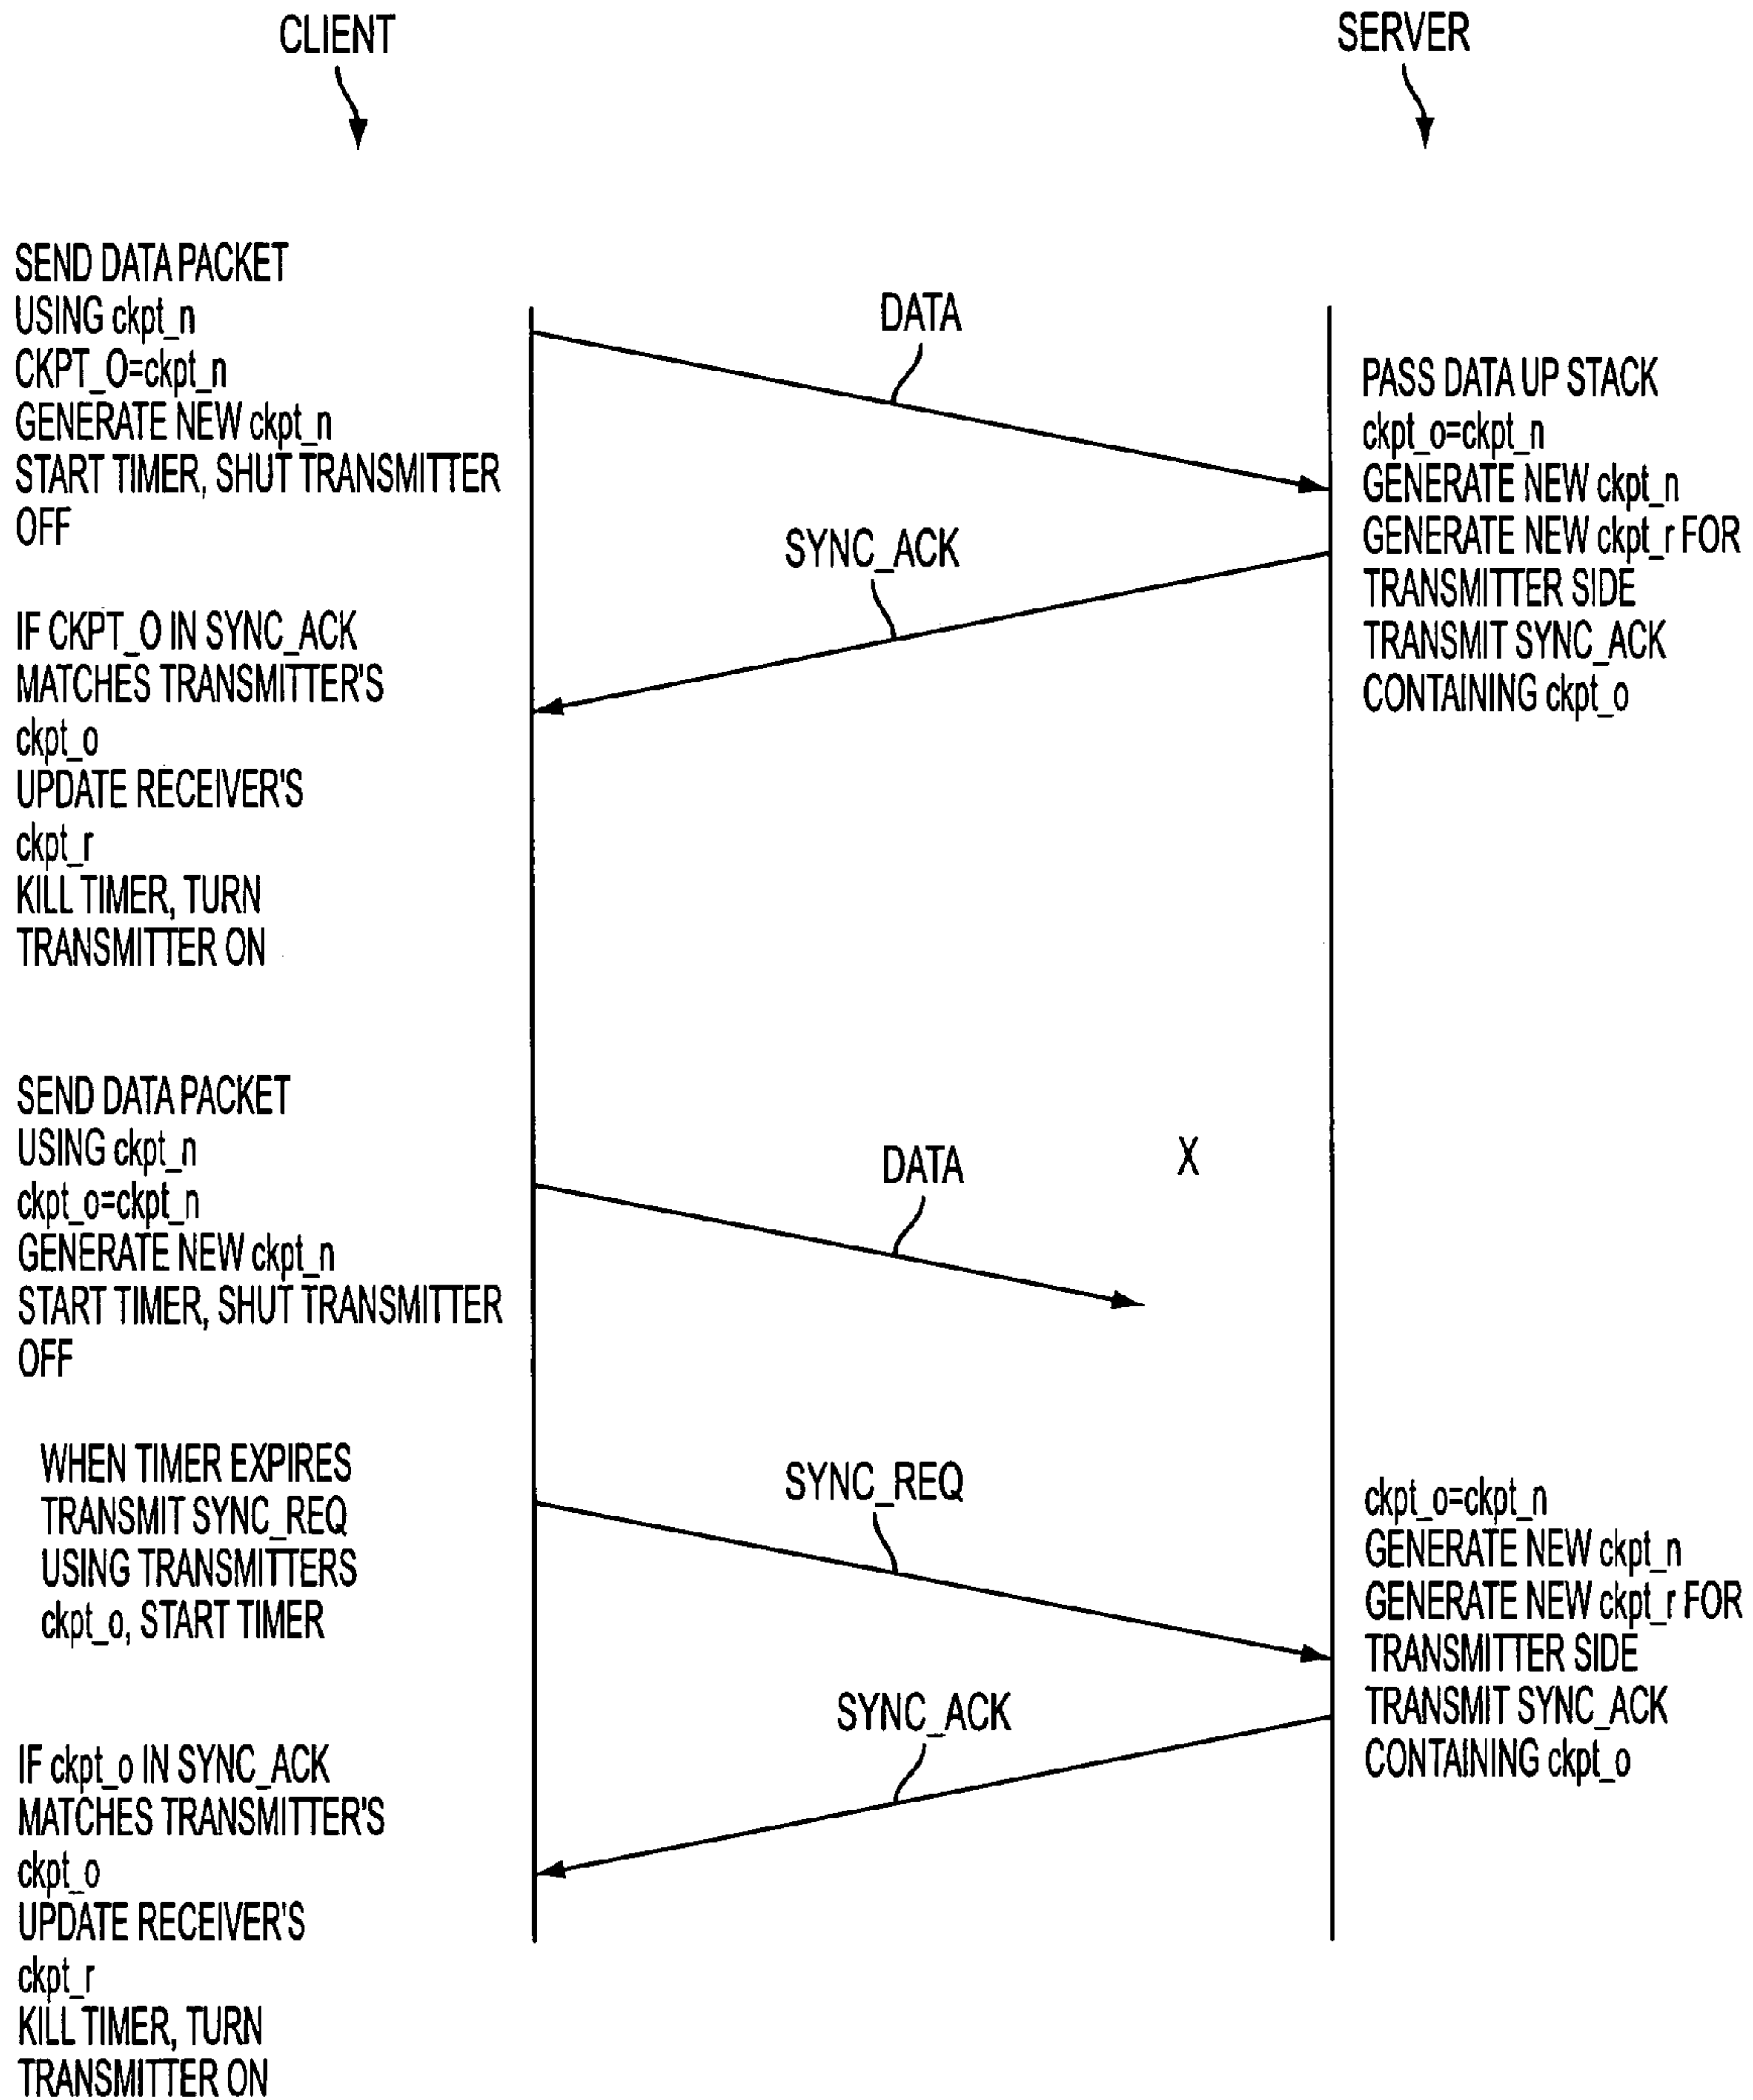 CLIENT
SERVER
SEND DATA PACKET
USING ckpt_n
CKPT_O=ckpt_n
GENERATE NEW ckpt_n
START TIMER, SHUT TRANSMITTER
OFF
DATA
PASS DATA UP STACK
ckpt_o=ckpt_n
GENERATE NEW ckpt_n
GENERATE NEW ckpt_r FOR
TRANSMITTER SIDE
TRANSMIT SYNC_ACK
CONTAINING ckpt_o
SYNC_ACK
IF CKPT_O IN SYNC_ACK
MATCHES TRANSMITTER'S
ckpt_o
UPDATE RECEIVER'S
ckpt_r
KILL TIMER, TURN
TRANSMITTER ON
SEND DATA PACKET
USING ckpt_n
ckpt_o=ckpt_n
GENERATE NEW ckpt_n
START TIMER, SHUT TRANSMITTER
OFF
DATA
X
WHEN TIMER EXPIRES
TRANSMIT SYNC_REQ
USING TRANSMITTERS
ckpt_o, START TIMER
SYNC_REQ
ckpt_o=ckpt_n
GENERATE NEW ckpt_n
GENERATE NEW ckpt_r FOR
TRANSMITTER SIDE
TRANSMIT SYNC_ACK
CONTAINING ckpt_o
SYNC_ACK
IF ckpt_o IN SYNC_ACK
MATCHES TRANSMITTER'S
ckpt_o
UPDATE RECEIVER'S
ckpt_r
KILL TIMER, TURN
TRANSMITTER ON